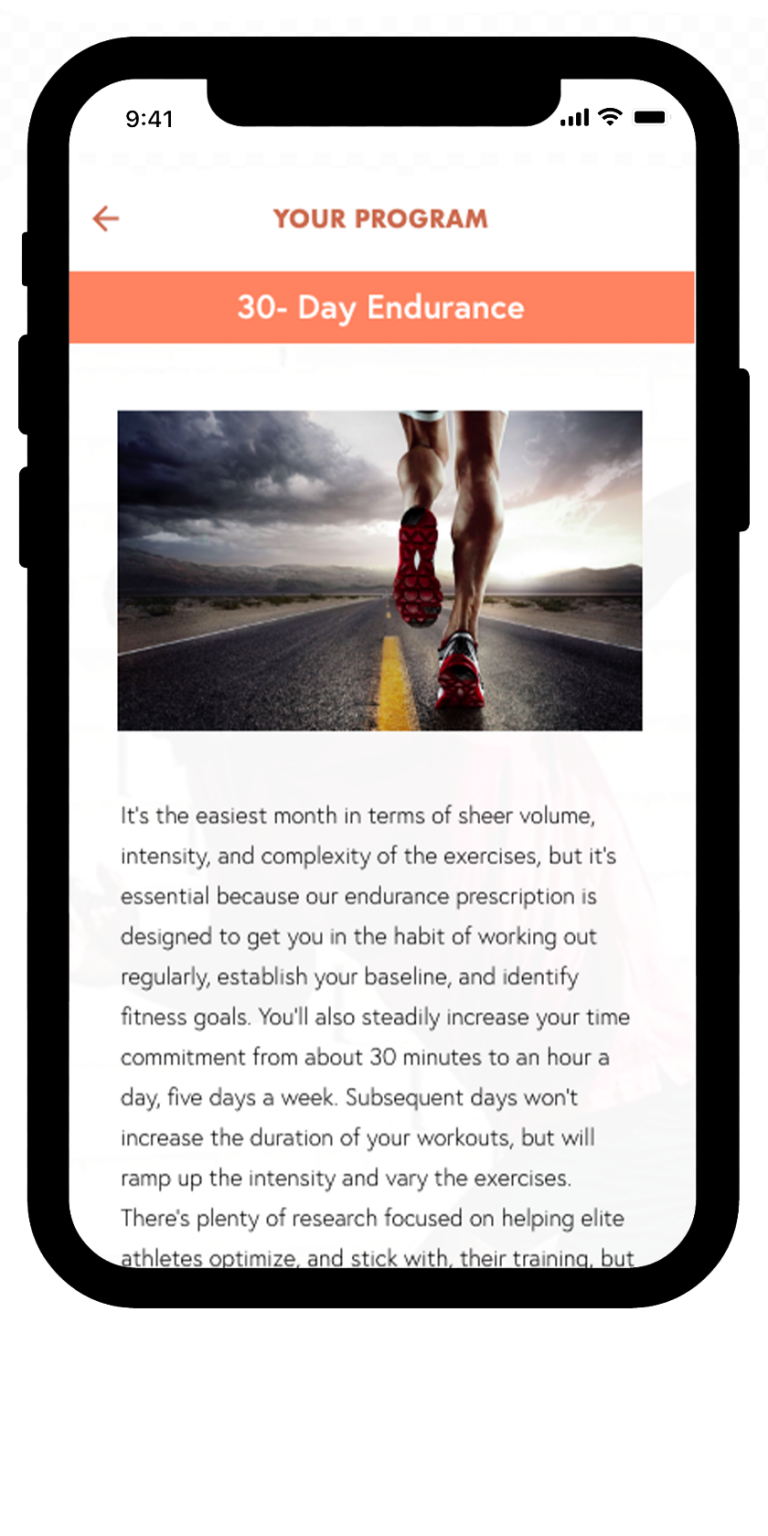 9:41
YOUR PROGRAM
30- Day Endurance
It's the easiest month in terms of sheer volume,
intensity, and complexity of the exercises, but it's
essential because our endurance prescription is
designed to get you in the habit of working out
regularly, establish your baseline, and identify
fitness goals. You'll also steadily increase your time
commitment from about 30 minutes to an hour a
day, five days a week. Subsequent days won't
increase the duration of your workouts, but will
ramp up the intensity and vary the exercises.
There's plenty of research focused on helping elite
athletes optimize, and stick with, their training, but